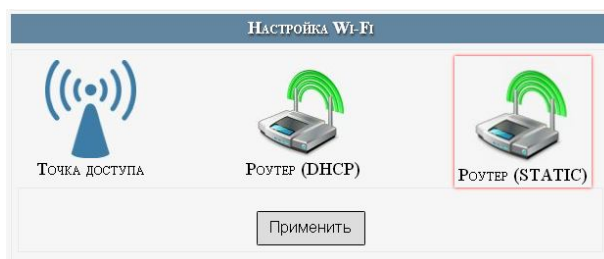 Настройка Wi-Fi
Точка доступа
Роутер (DHCP)
Роутер (STATIC)
Применить